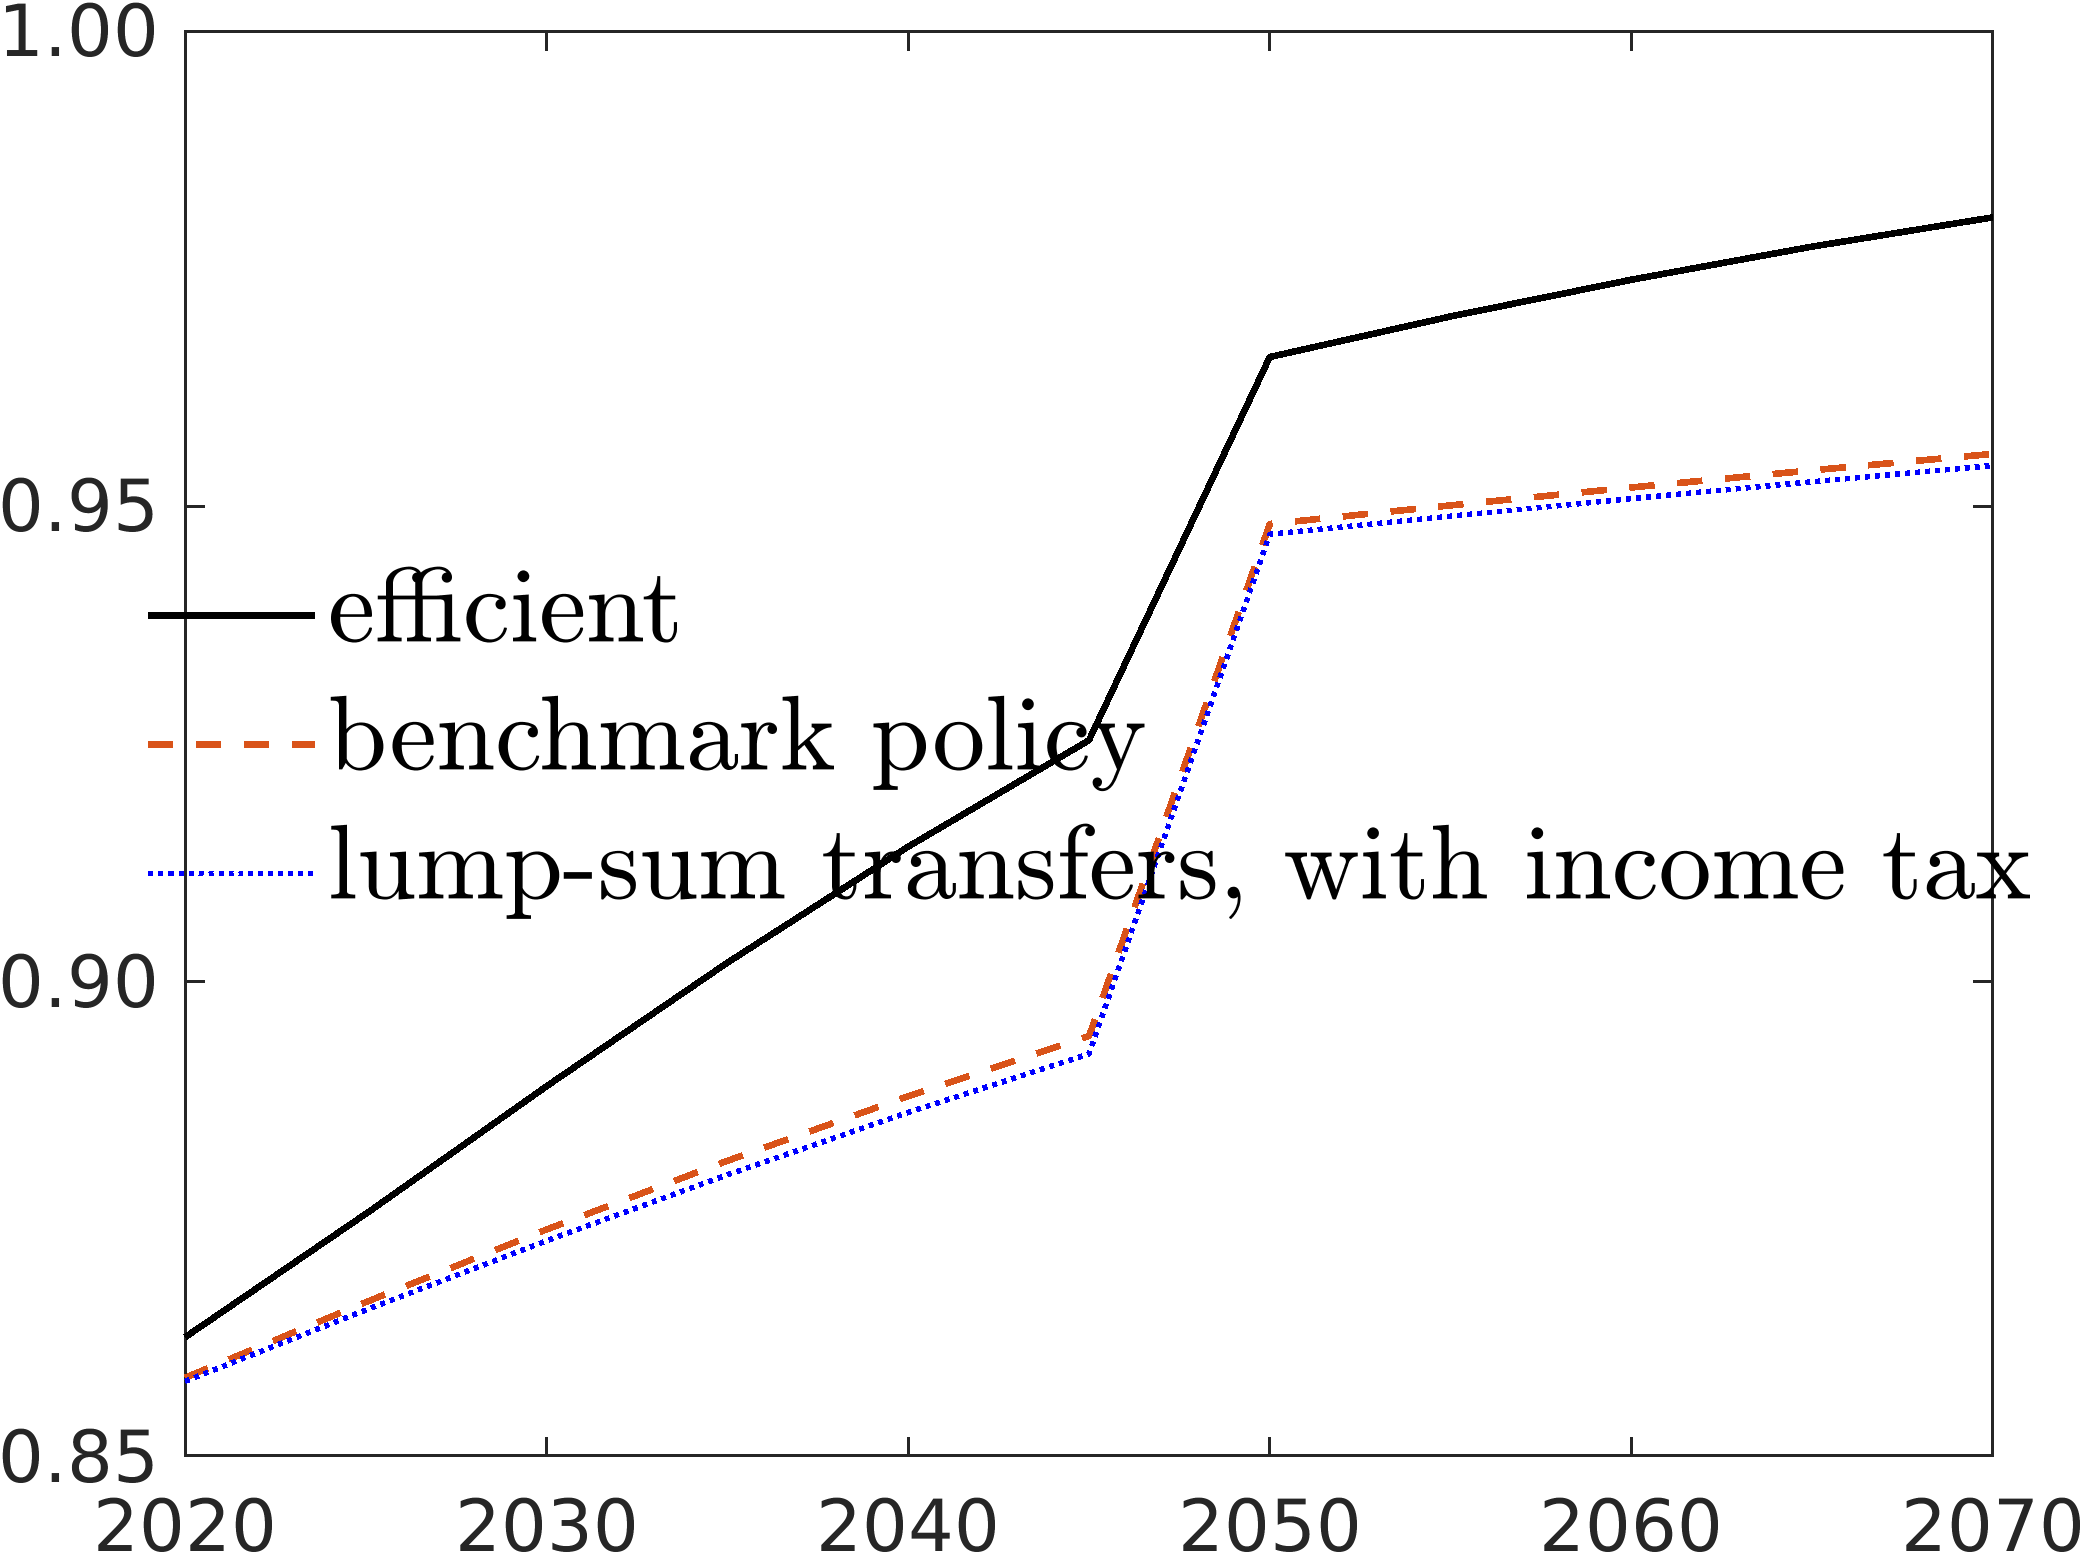 1.00
0.95
efficient
benchmark policy
lump-sum transfers, with income tax
0.90
0.85
2020 2030 2040 2050 2060 2070